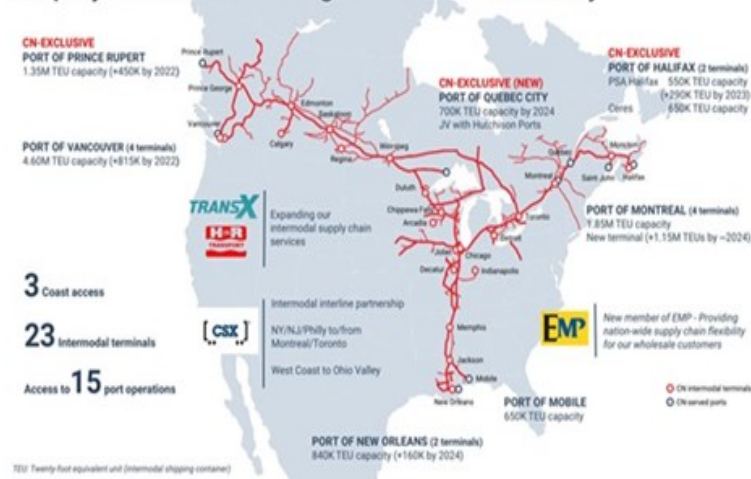 CN-EXCLUSIVE
PORT OF PRINCE RUPERT
1.35M TEU capacity (+450K by 2022)
PORT OF VANCOUVER (4 terminals)
4.60M TEU capacity (+815K by 2022)
CN-EXCLUSIVE (NEW)
PORT OF QUEBEC CITY
700K TEU capacity by 2024
JV with Hutchison Ports
CN-EXCLUSIVE
PORT OF HALIFAX (2 terminals)
PSA Halifax 550K TEU capacity
(+290K by 2023)
Ceres 650K TEU capacity
Prince Rupert
Prince George
Vancouver
Edmonton
Saskatoon
Calgary
Regina
Winnipeg
Duluth
Chippewa Falls
Arcadia
Joliet
Chicago
Decatur
Indianapolis
Detroit
Toronto
Montreal
Quebec
Moncton
Saint John
Halifax
Memphis
Jackson
Mobile
New Orleans
PORT OF MONTREAL (4 terminals)
1.85M TEU capacity
New terminal (+1.15M TEUs by ~2024)
TRANSX
H&R
TRANSPORT
Expanding our
intermodal supply chain
services
3 Coast access
23 Intermodal terminals
Access to 15 port operations
[CSX]
Intermodal interline partnership
NY/NJ/Philly to/from
Montreal/Toronto
West Coast to Ohio Valley
EMP
New member of EMP - Providing
nation-wide supply chain flexibility
for our wholesale customers
CN intermodal terminals
CN-served ports
PORT OF MOBILE
650K TEU capacity
PORT OF NEW ORLEANS (2 terminals)
840K TEU capacity (+160K by 2024)
TEU: Twenty-foot equivalent unit (intermodal shipping container)